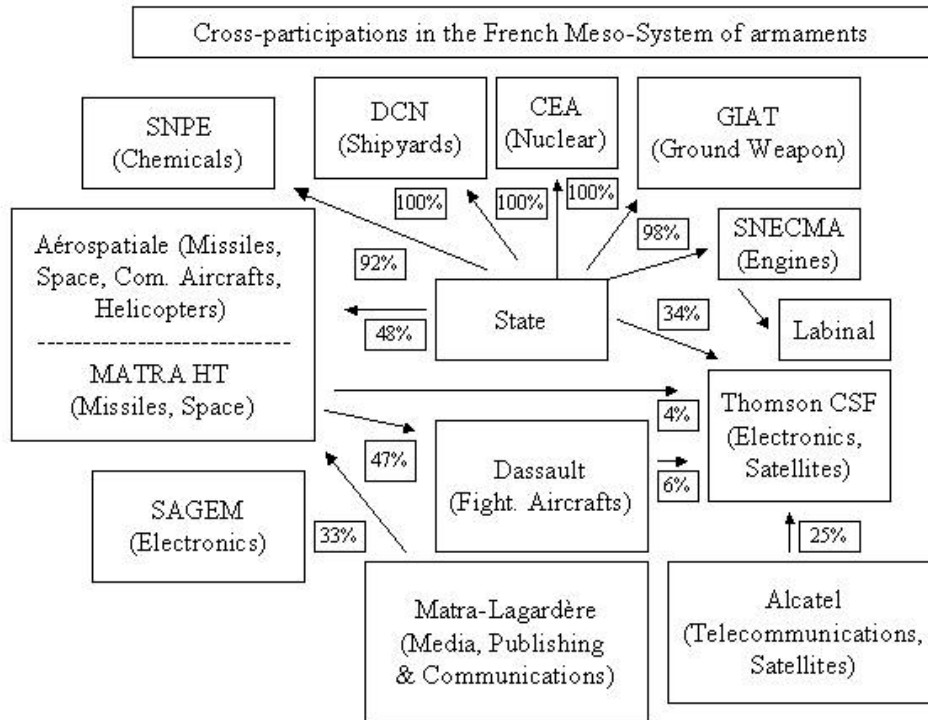 Cross-participations in the French Meso-System of armaments
SNPE
(Chemicals)
DCN
(Shipyards)
CEA
(Nuclear)
GIAT
(Ground Weapon)
100%
100%
100%
98%
92%
SNECMA
(Engines)
Aérospatiale (Missiles,
Space, Com. Aircrafts,
Helicopters)
State
34%
48%
Labinal
MATRA HT
(Missiles, Space)
4%
Thomson CSF
(Electronics,
Satellites)
47%
Dassault
(Fight. Aircrafts)
6%
SAGEM
(Electronics)
33%
25%
Matra-Lagardère
(Media, Publishing
& Communications)
Alcatel
(Telecommunications,
Satellites)